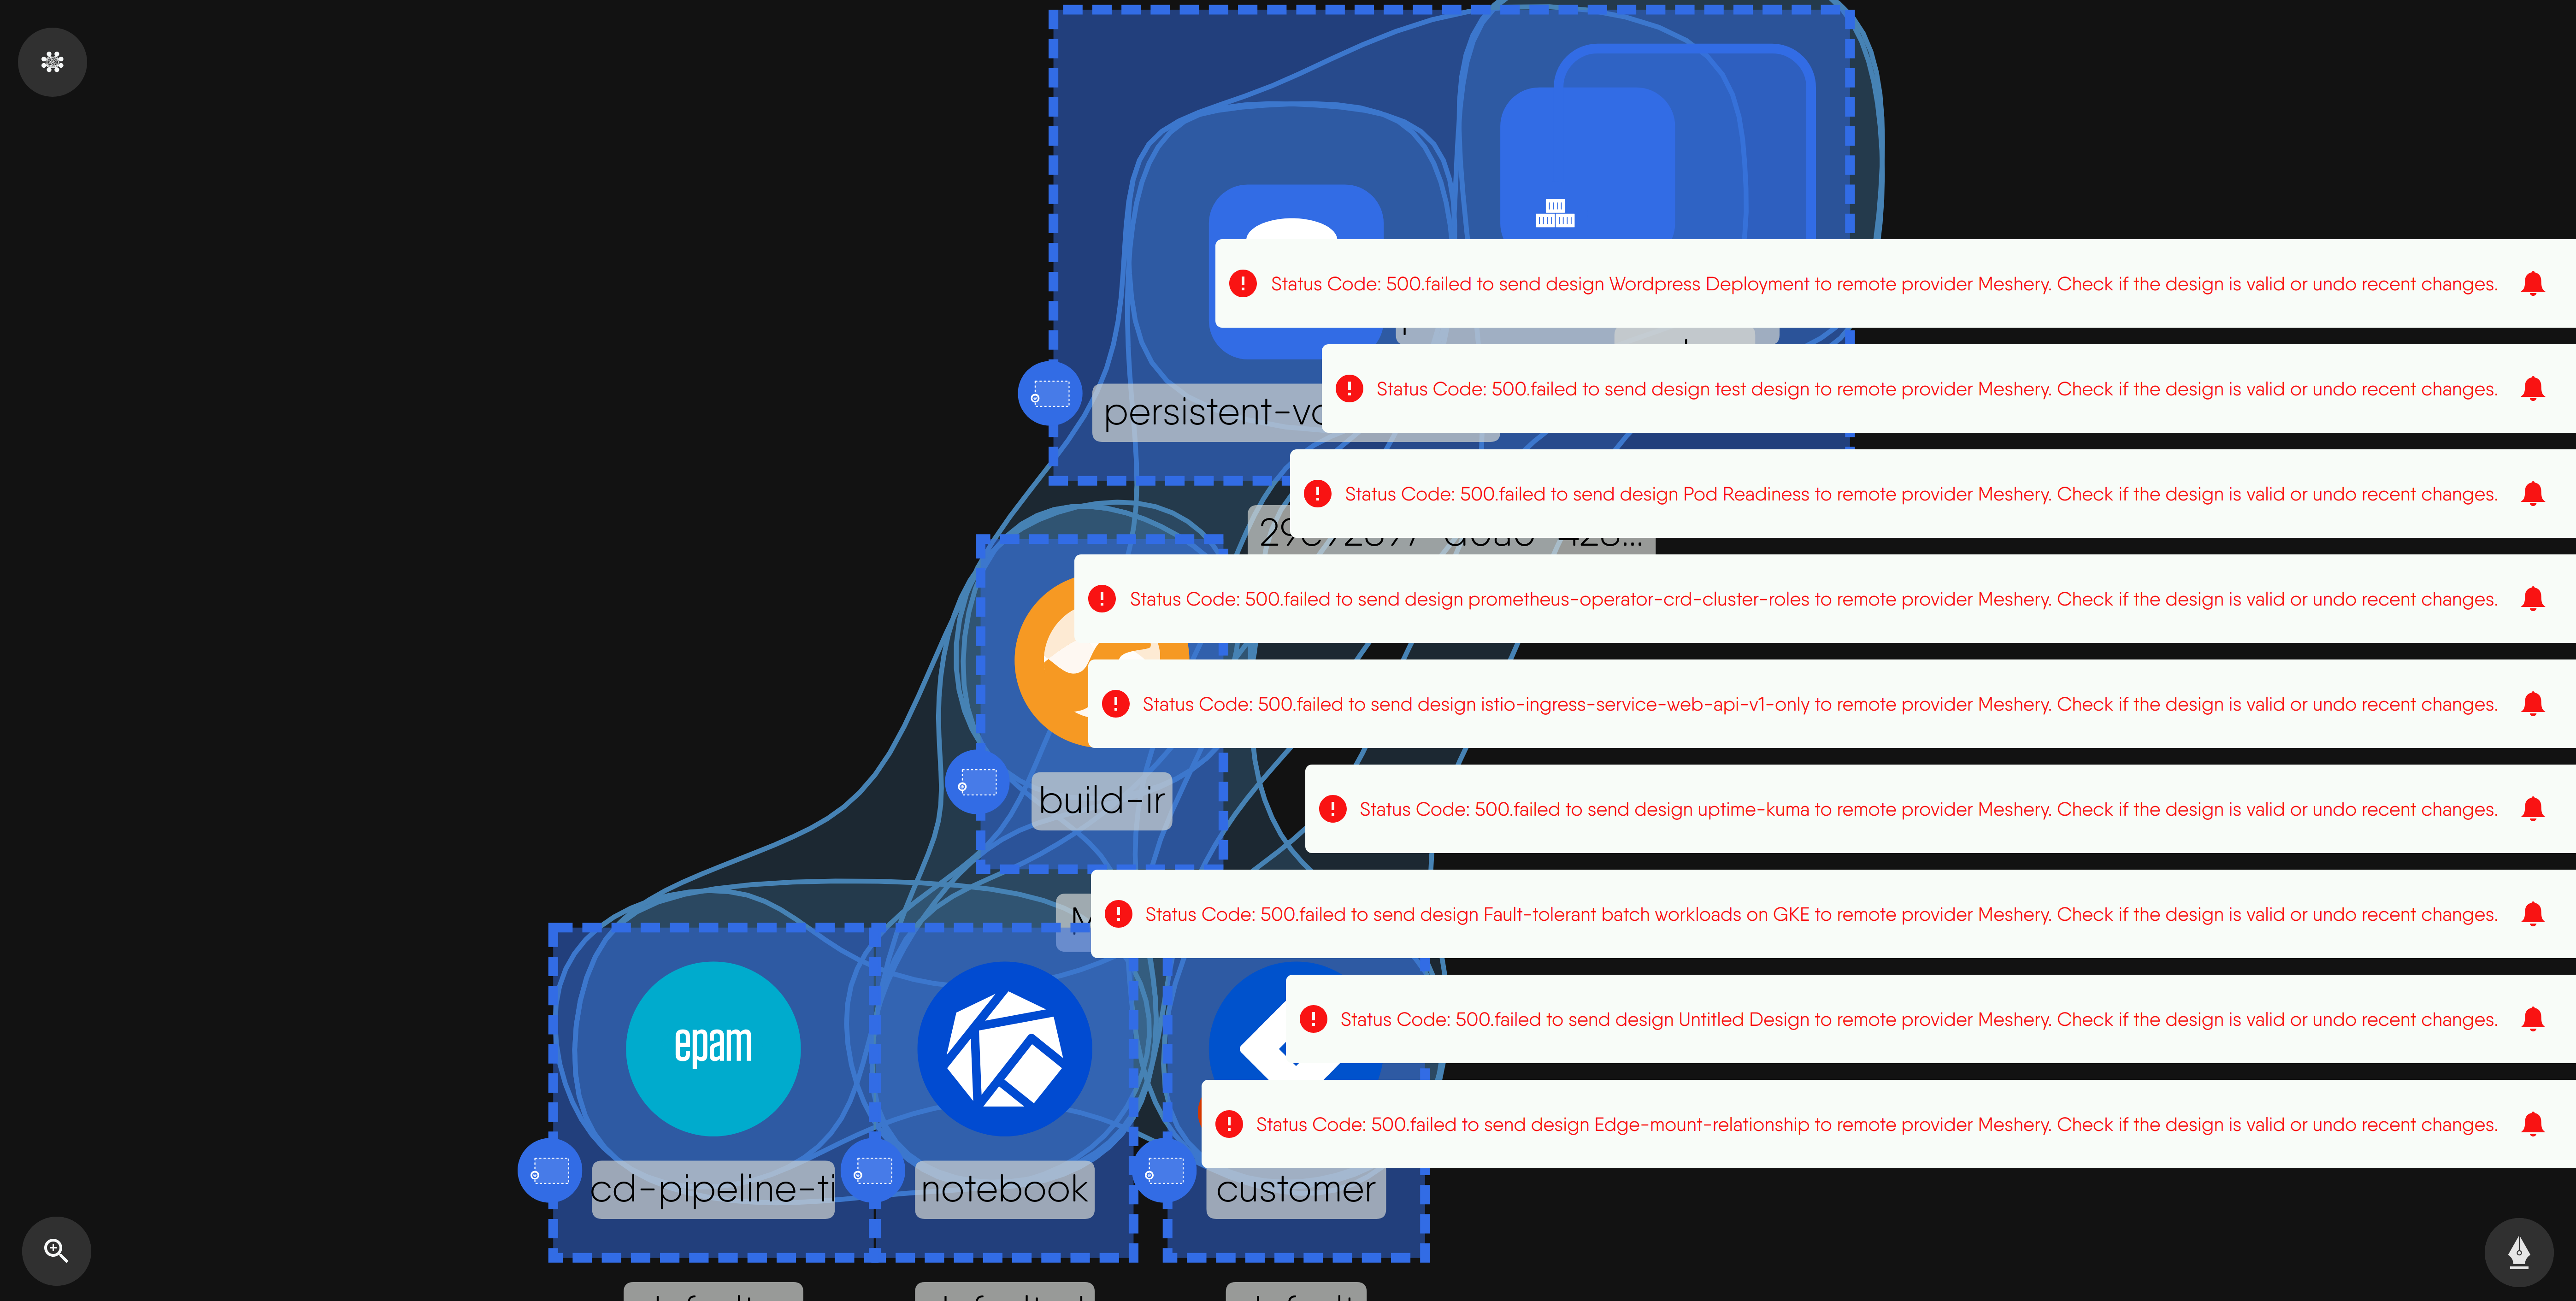 Status Code: 500.failed to send design Wordpress Deployment to remote provider Meshery. Check if the design is valid or undo recent changes.
Status Code: 500.failed to send design test design to remote provider Meshery. Check if the design is valid or undo recent changes.
persistent-vo
Status Code: 500.failed to send design Pod Readiness to remote provider Meshery. Check if the design is valid or undo recent changes.
Status Code: 500.failed to send design prometheus-operator-crd-cluster-roles to remote provider Meshery. Check if the design is valid or undo recent changes.
Status Code: 500.failed to send design istio-ingress-service-web-api-v1-only to remote provider Meshery. Check if the design is valid or undo recent changes.
build-ir
Status Code: 500.failed to send design uptime-kuma to remote provider Meshery. Check if the design is valid or undo recent changes.
Status Code: 500.failed to send design Fault-tolerant batch workloads on GKE to remote provider Meshery. Check if the design is valid or undo recent changes.
Status Code: 500.failed to send design Untitled Design to remote provider Meshery. Check if the design is valid or undo recent changes.
epam
Status Code: 500.failed to send design Edge-mount-relationship to remote provider Meshery. Check if the design is valid or undo recent changes.
cd-pipeline-ti
notebook
customer